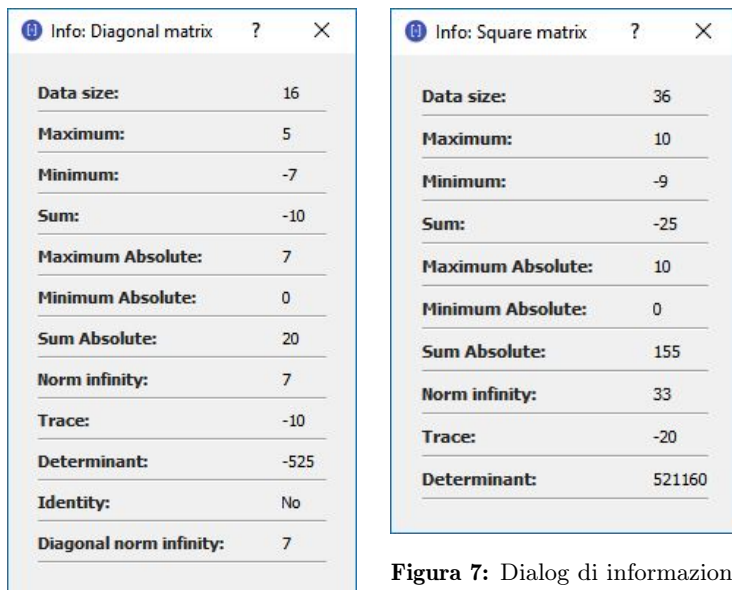 Info: Diagonal matrix ? ×
Data size: 16
Maximum: 5
Minimum: -7
Sum: -10
Maximum Absolute: 7
Minimum Absolute: 0
Sum Absolute: 20
Norm infinity: 7
Trace: -10
Determinant: -525
Identity: No
Diagonal norm infinity: 7
Info: Square matrix ? ×
Data size: 36
Maximum: 10
Minimum: -9
Sum: -25
Maximum Absolute: 10
Minimum Absolute: 0
Sum Absolute: 155
Norm infinity: 33
Trace: -20
Determinant: 521160
Figura 7: Dialog di informazion